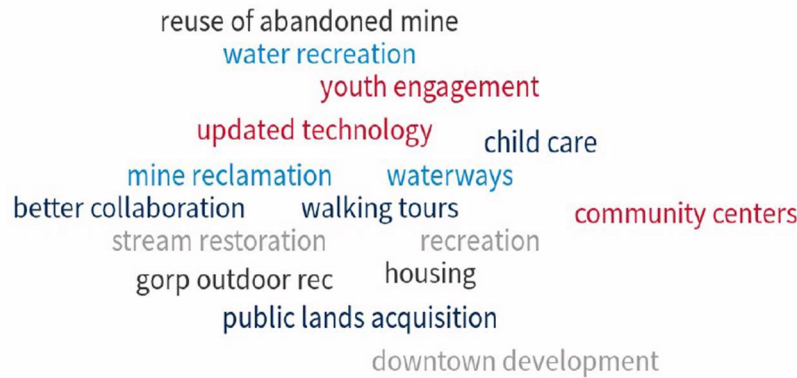 reuse of abandoned mine
water recreation
youth engagement
updated technology
child care
mine reclamation
waterways
better collaboration
walking tours
community centers
stream restoration
recreation
gorp outdoor rec
housing
public lands acquisition
downtown development